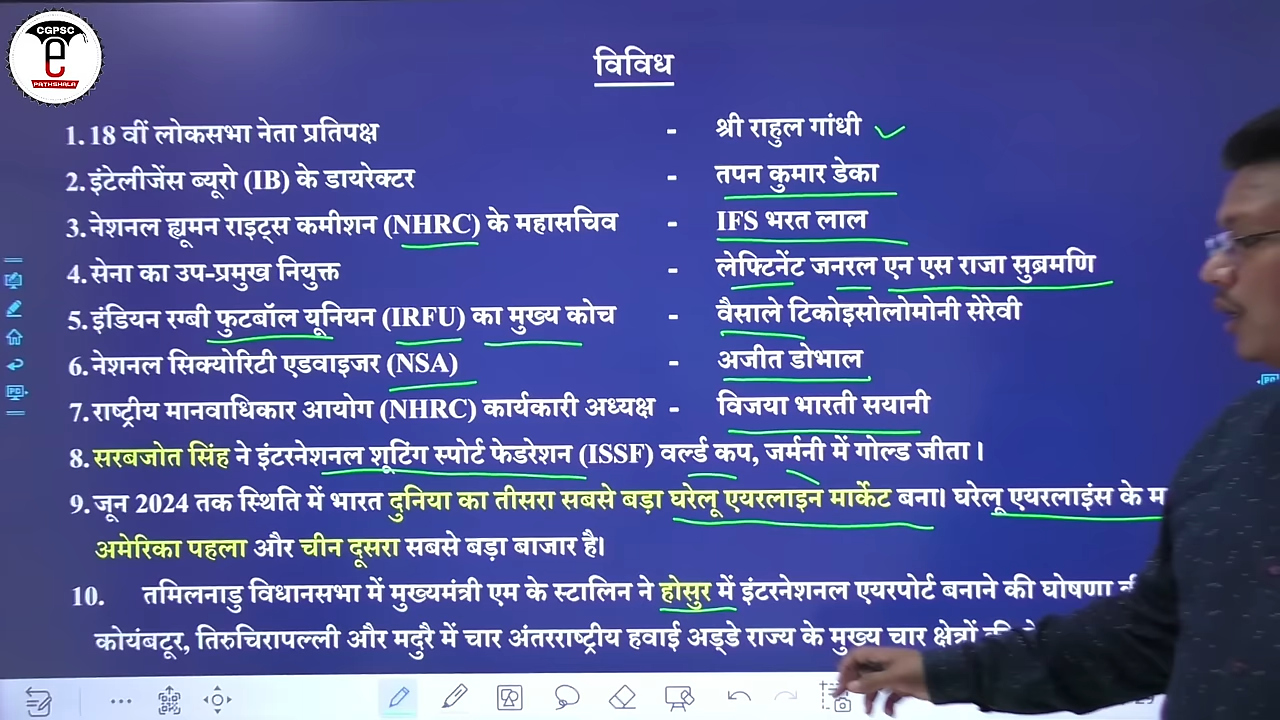 CGPSC
e
PATHSHALA
विविध
1. 18 वीं लोकसभा नेता प्रतिपक्ष - श्री राहुल गांधी
2. इंटेलीजेंस ब्यूरो (IB) के डायरेक्टर - तपन कुमार डेका
3. नेशनल ह्यूमन राइट्स कमीशन (NHRC) के महासचिव - IFS भरत लाल
4. सेना का उप-प्रमुख नियुक्त - लेफ्टिनेंट जनरल एन एस राजा सुब्रमणि
5. इंडियन रग्बी फुटबॉल यूनियन (IRFU) का मुख्य कोच - वैसाले टिकोइसोलोमोनी सेरेवी
6. नेशनल सिक्योरिटी एडवाइजर (NSA) - अजीत डोभाल
7. राष्ट्रीय मानवाधिकार आयोग (NHRC) कार्यकारी अध्यक्ष - विजया भारती सयानी
8. सरबजोत सिंह ने इंटरनेशनल शूटिंग स्पोर्ट फेडरेशन (ISSF) वर्ल्ड कप, जर्मनी में गोल्ड जीता ।
9. जून 2024 तक स्थिति में भारत दुनिया का तीसरा सबसे बड़ा घरेलू एयरलाइन मार्केट बना। घरेलू एयरलाइंस के
अमेरिका पहला और चीन दूसरा सबसे बड़ा बाजार है।
10. तमिलनाडु विधानसभा में मुख्यमंत्री एम के स्टालिन ने होसुर में इंटरनेशनल एयरपोर्ट बनाने की घोषणा
कोयंबटूर, तिरुचिरापल्ली और मदुरै में चार अंतरराष्ट्रीय हवाई अड्डे राज्य के मुख्य चार क्षेत्रों